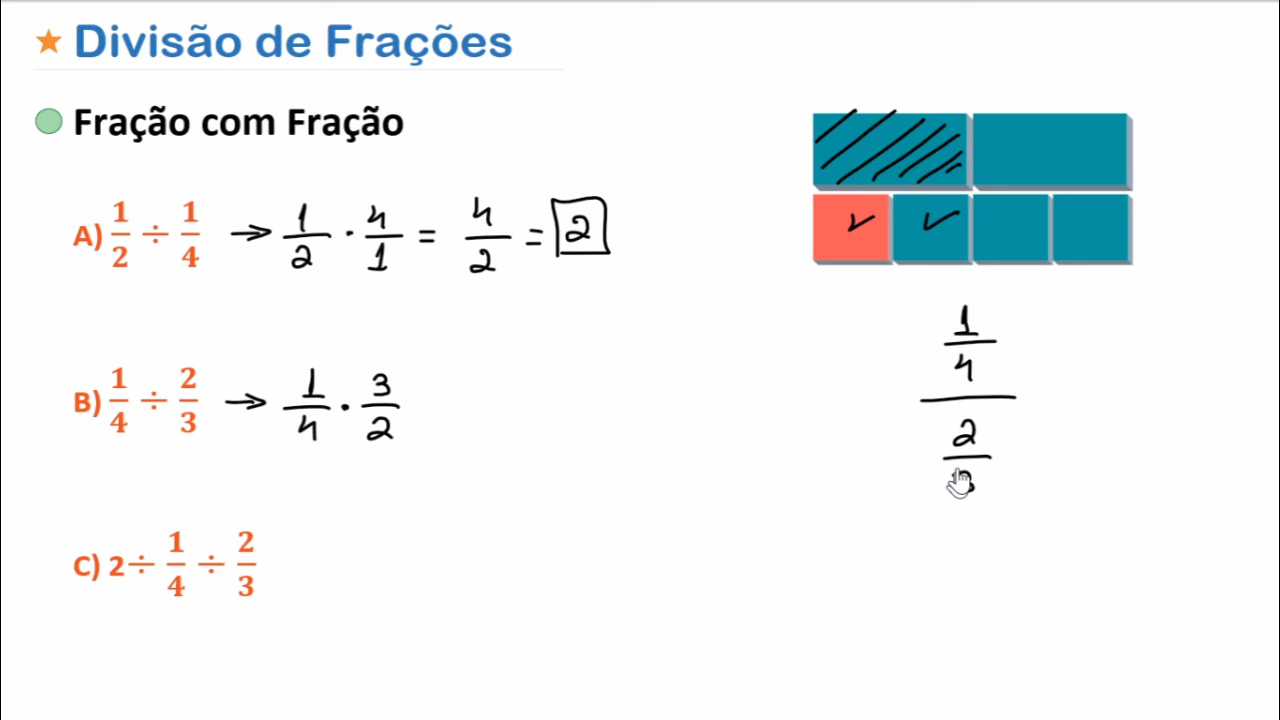 Divisão de Frações
Fração com Fração
A) 1/2 ÷ 1/4 → 1/2 · 4/1 = 4/2 = 2
B) 1/4 ÷ 2/3 → 1/4 · 3/2
1/4
2
C) 2 ÷ 1/4 ÷ 2/3